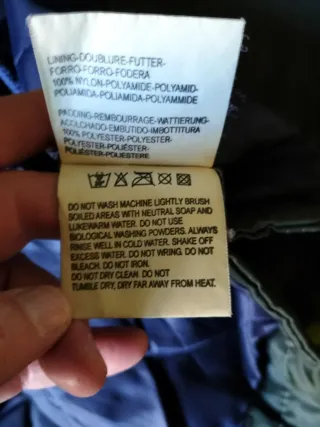 LINING-DOUBLURE-FUTTER-
FORRO-FORRO-FODERA
100% NYLON-POLYAMIDE-POLYAMID-
POLIAMIDA-POLIAMIDA-POLYAMMIDE
PADDING-REMBOURRAGE-WATTIERUNG-
ACOLCHADO-EMBUTIDO-IMBOTTITURA
100% POLYESTER-POLYESTER-
POLYESTER-POLIÉSTER-
POLIÉSTER-POLIESTERE
DO NOT WASH MACHINE LIGHTLY BRUSH
SOILED AREAS WITH NEUTRAL SOAP AND
LUKEWARM WATER. DO NOT USE
BIOLOGICAL WASHING POWDERS. ALWAYS
RINSE WELL IN COLD WATER. SHAKE OFF
EXCESS WATER. DO NOT WRING. DO NOT
BLEACH. DO NOT IRON.
DO NOT DRY CLEAN. DO NOT
TUMBLE DRY, DRY FAR AWAY FROM HEAT.